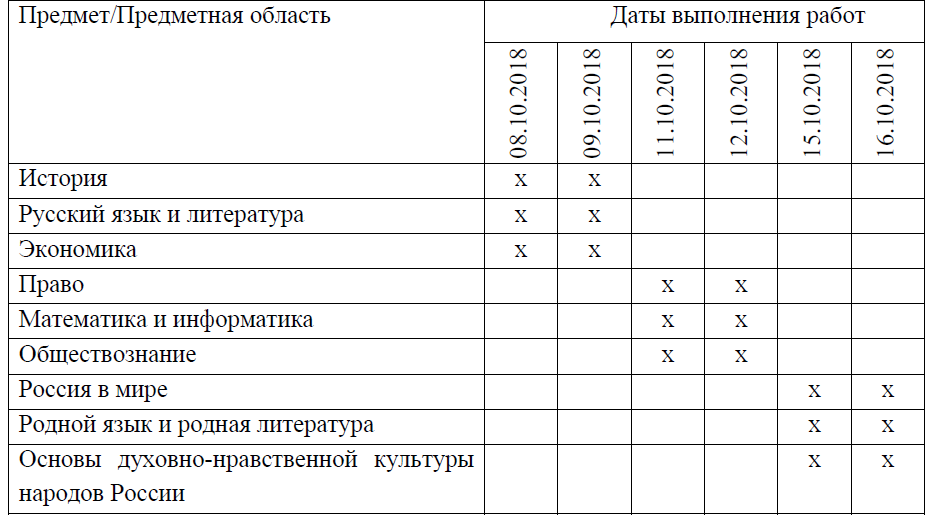 Предмет/Предметная область
Даты выполнения работ
08.10.2018
09.10.2018
11.10.2018
12.10.2018
15.10.2018
16.10.2018
История х х
Русский язык и литература х х
Экономика х х
Право х х
Математика и информатика х х
Обществознание х х
Россия в мире х х
Родной язык и родная литература х х
Основы духовно-нравственной культуры х х
народов России